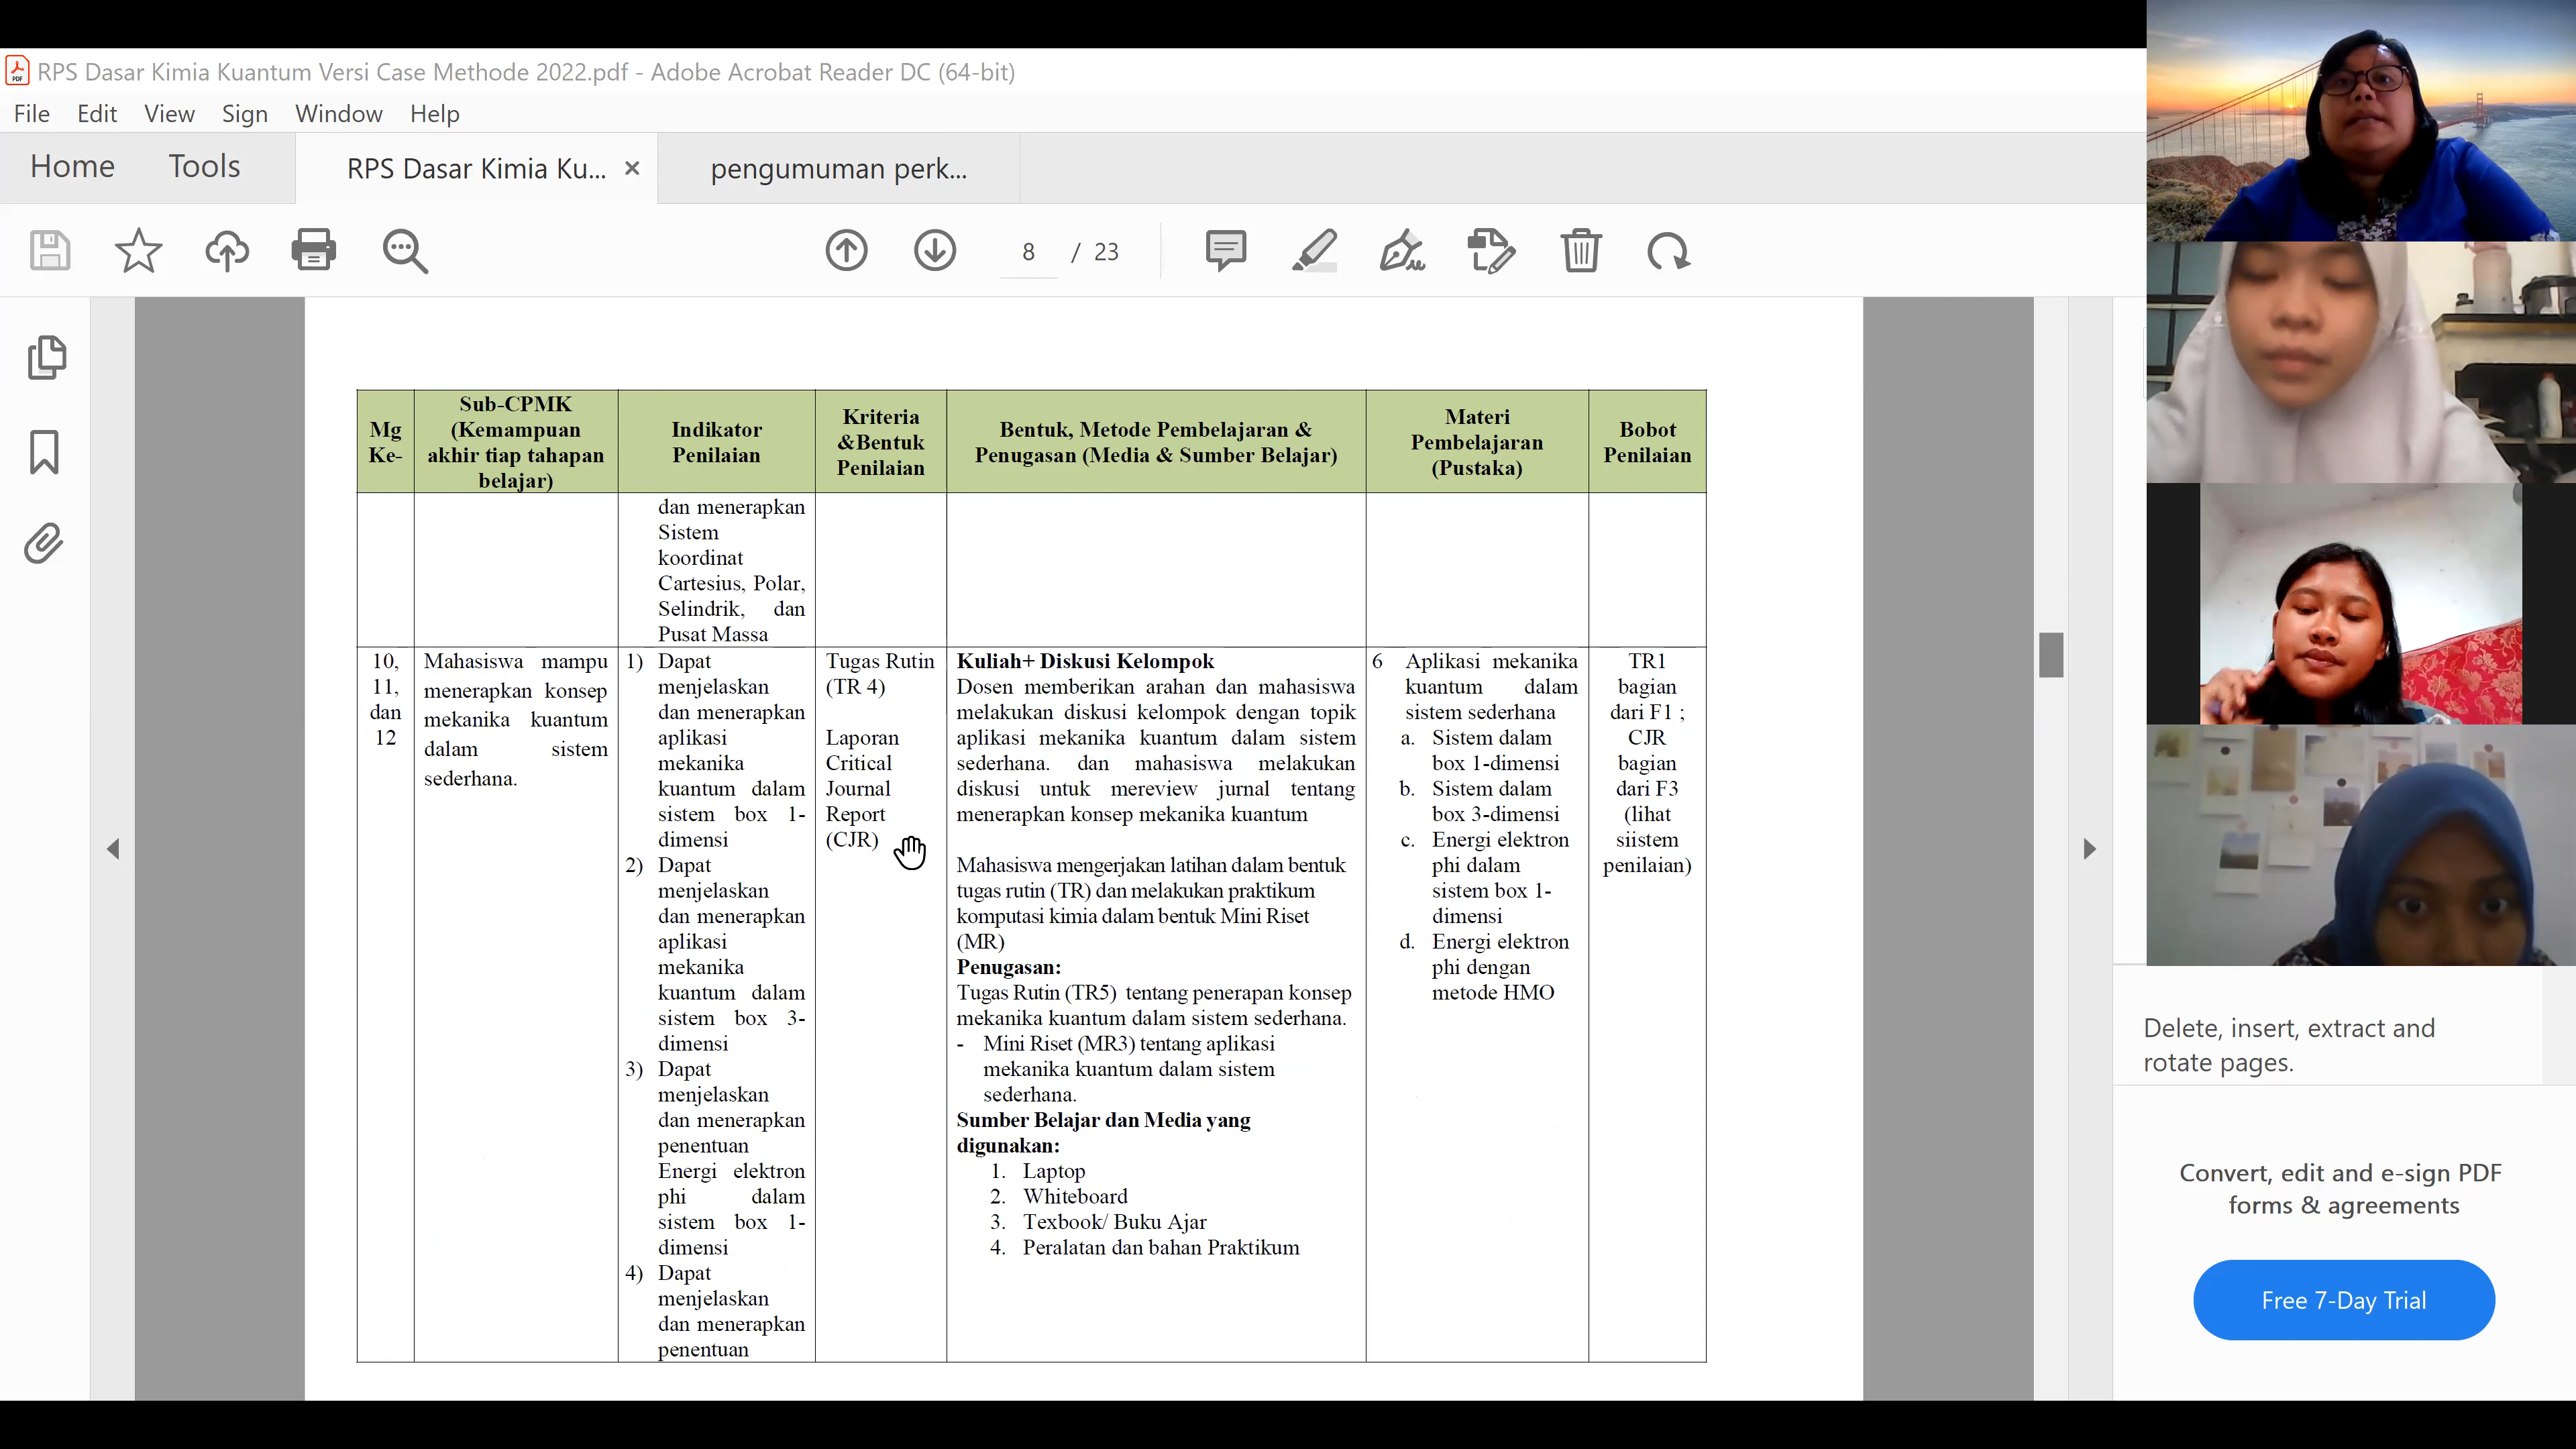 RPS Dasar Kimia Kuantum Versi Case Methode 2022.pdf - Adobe Acrobat Reader DC (64-bit)
File Edit View Sign Window Help
Home Tools RPS Dasar Kimia Ku... × pengumuman perk...
8 / 23
Mg
Ke-
Sub-CPMK
(Kemampuan
akhir tiap tahapan
belajar)
Indikator
Penilaian
Kriteria
&Bentuk
Penilaian
Bentuk, Metode Pembelajaran &
Penugasan (Media & Sumber Belajar)
Materi
Pembelajaran
(Pustaka)
Bobot
Penilaian
dan menerapkan
Sistem
koordinat
Cartesius, Polar,
Selindrik, dan
Pusat Massa
10,
11,
dan
12
Mahasiswa mampu
menerapkan konsep
mekanika kuantum
dalam sistem
sederhana.
1) Dapat
menjelaskan
dan menerapkan
aplikasi
mekanika
kuantum dalam
sistem box 1-
dimensi
2) Dapat
menjelaskan
dan menerapkan
aplikasi
mekanika
kuantum dalam
sistem box 3-
dimensi
3) Dapat
menjelaskan
dan menerapkan
penentuan
Energi elektron
phi dalam
sistem box 1-
dimensi
4) Dapat
menjelaskan
dan menerapkan
penentuan
Tugas Rutin
(TR 4)
Laporan
Critical
Journal
Report
(CJR)
Kuliah+ Diskusi Kelompok
Dosen memberikan arahan dan mahasiswa
melakukan diskusi kelompok dengan topik
aplikasi mekanika kuantum dalam sistem
sederhana. dan mahasiswa melakukan
diskusi untuk mereview jurnal tentang
menerapkan konsep mekanika kuantum
Mahasiswa mengerjakan latihan dalam bentuk
tugas rutin (TR) dan melakukan praktikum
komputasi kimia dalam bentuk Mini Riset
(MR)
Penugasan:
Tugas Rutin (TR5) tentang penerapan konsep
mekanika kuantum dalam sistem sederhana.
- Mini Riset (MR3) tentang aplikasi
mekanika kuantum dalam sistem
sederhana.
Sumber Belajar dan Media yang
digunakan:
1. Laptop
2. Whiteboard
3. Texbook/ Buku Ajar
4. Peralatan dan bahan Praktikum
6 Aplikasi mekanika
kuantum dalam
sistem sederhana
a. Sistem dalam
box 1-dimensi
b. Sistem dalam
box 3-dimensi
c. Energi elektron
phi dalam
sistem box 1-
dimensi
d. Energi elektron
phi dengan
metode HMO
TR1
bagian
dari F1 ;
CJR
bagian
dari F3
(lihat
siistem
penilaian)
Delete, insert, extract and
rotate pages.
Convert, edit and e-sign PDF
forms & agreements
Free 7-Day Trial